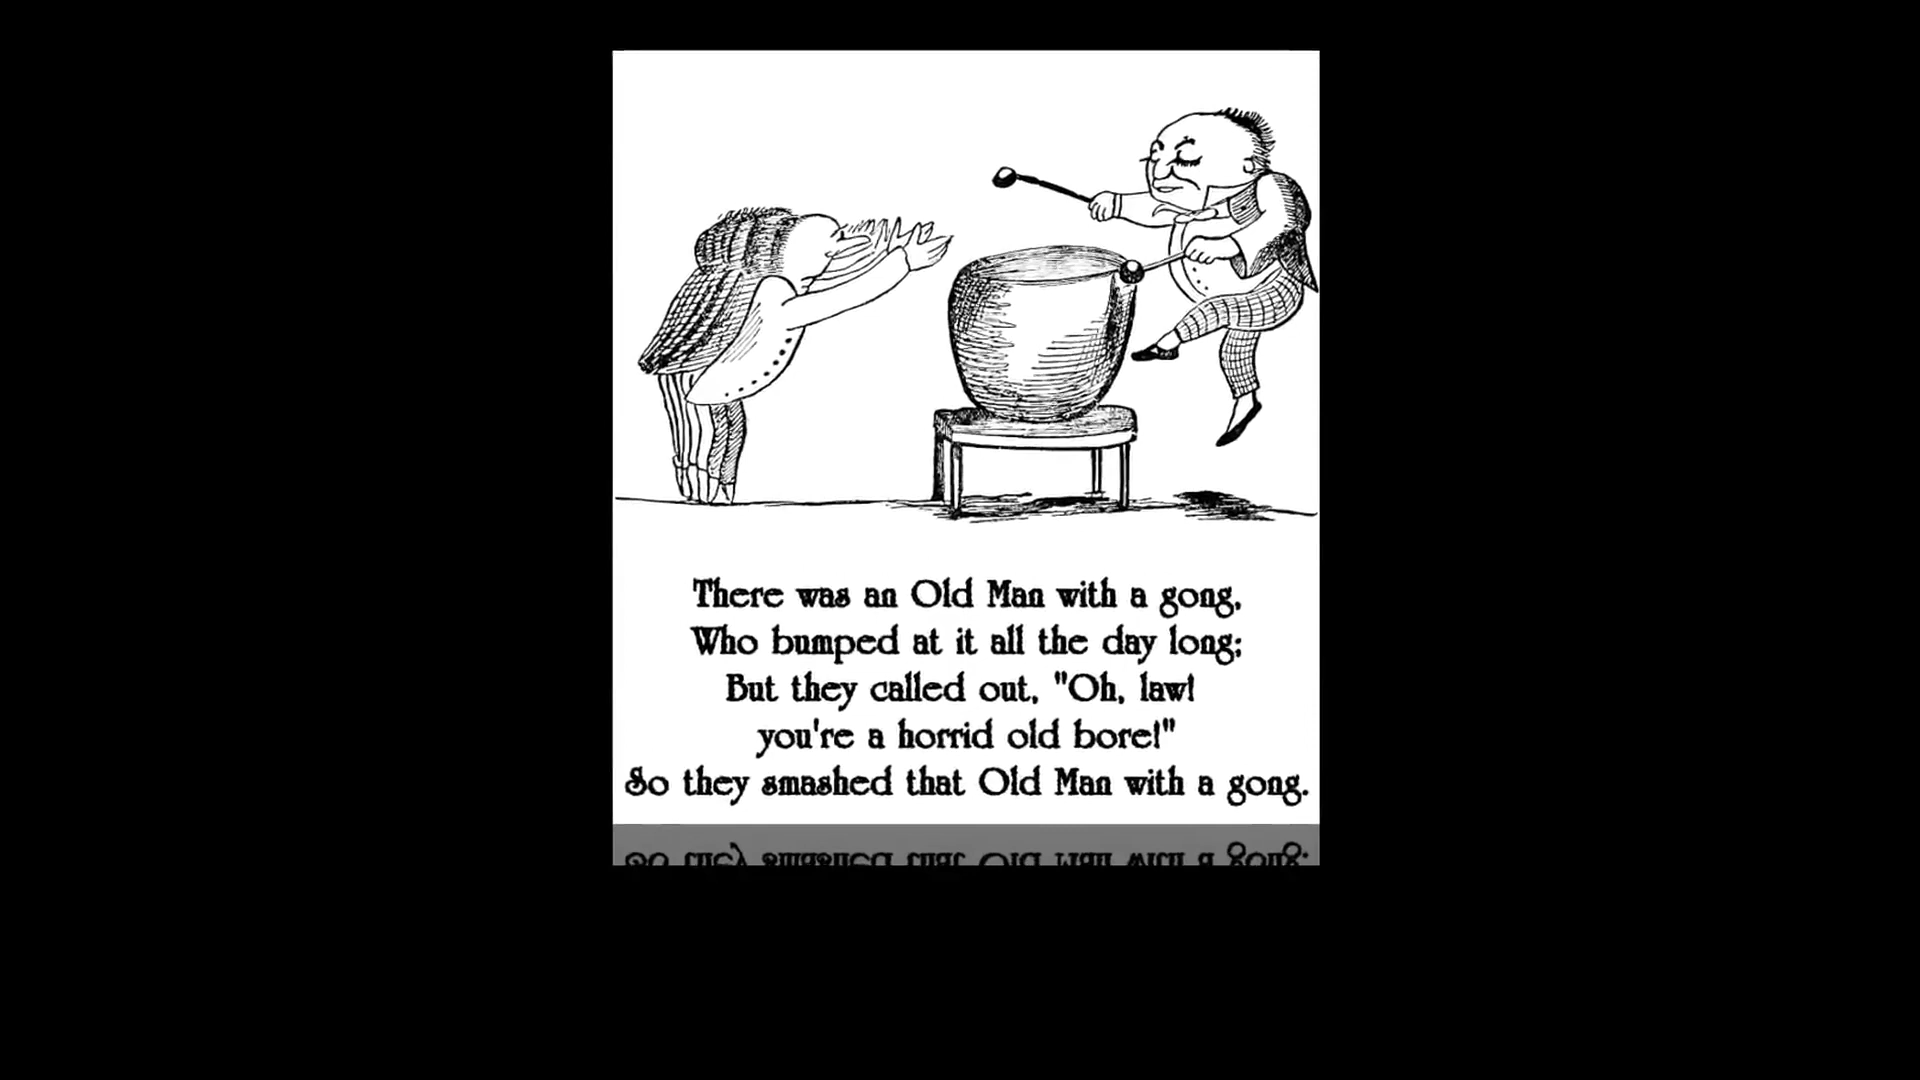 There was an Old Man with a gong,
Who bumped at it all the day long;
But they called out, "Oh, law!
you're a horrid old bore!"
So they smashed that Old Man with a gong.